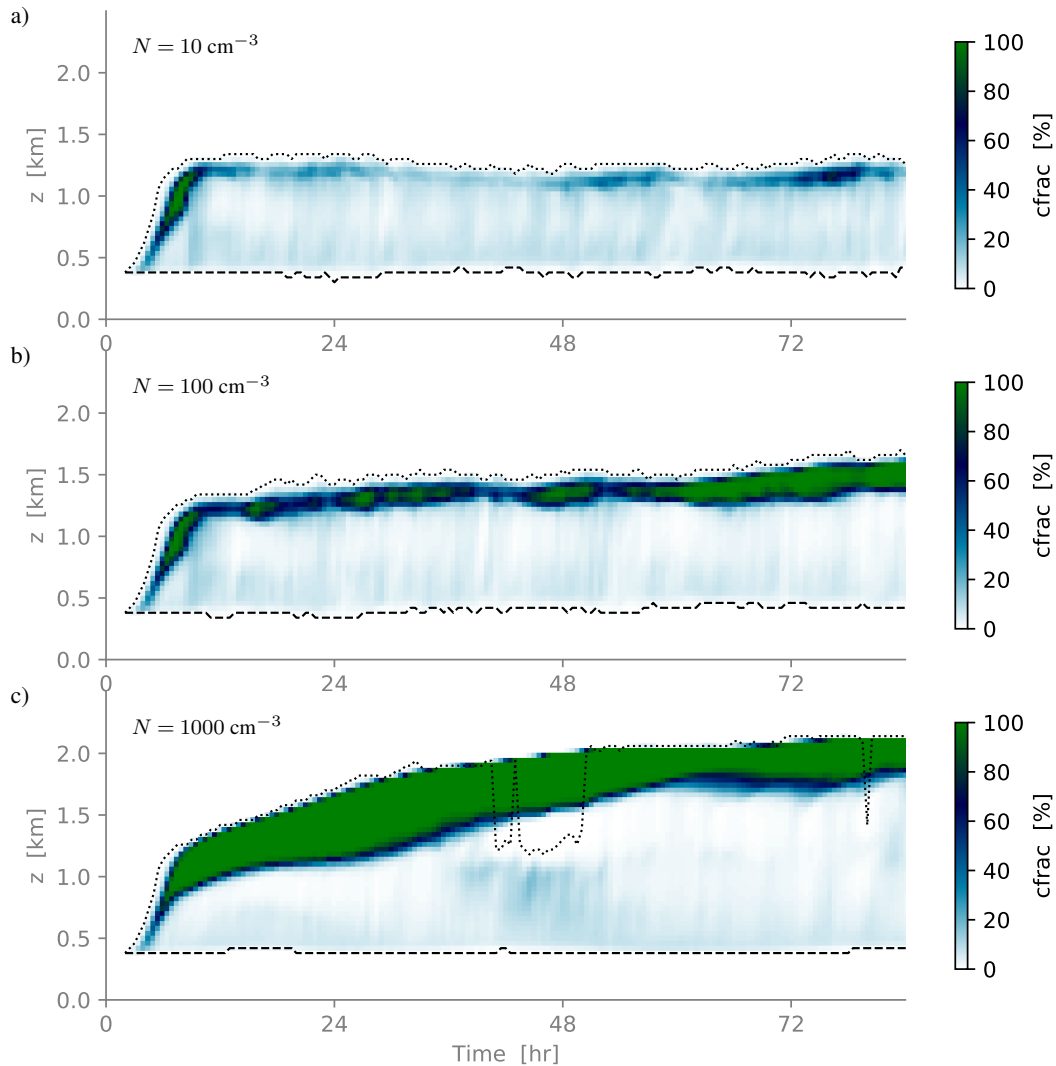 a)
N = 10 cm⁻³
z [km]
2.0
1.5
1.0
0.5
0.0
0 24 48 72
100
80
60
40
20
0
cfrac [%]
b)
N = 100 cm⁻³
z [km]
2.0
1.5
1.0
0.5
0.0
0 24 48 72
100
80
60
40
20
0
cfrac [%]
c)
N = 1000 cm⁻³
z [km]
2.0
1.5
1.0
0.5
0.0
0 24 48 72
Time [hr]
100
80
60
40
20
0
cfrac [%]